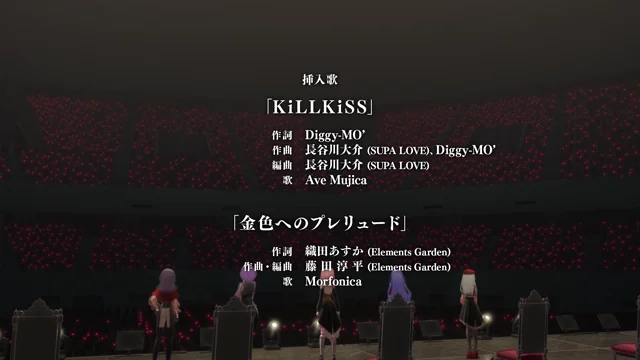 挿入歌
「KiLLKiSS」
作詞 Diggy-MO'
作曲 長谷川大介 (SUPA LOVE)、Diggy-MO'
編曲 長谷川大介 (SUPA LOVE)
歌 Ave Mujica
「金色へのプレリュード」
作詞 織田あすか (Elements Garden)
作曲・編曲 藤田淳平 (Elements Garden)
歌 Morfonica